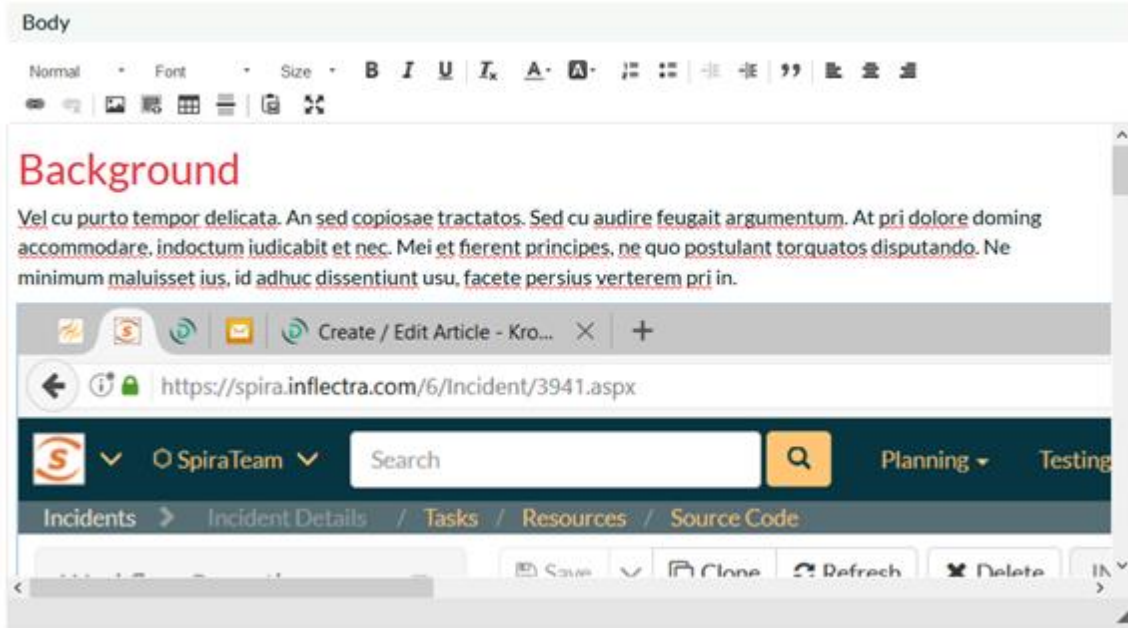 Body
Normal Font Size B I U Tx A A
Background
Vel cu purto tempor delicata. An sed copiosae tractatos. Sed cu audire feugait argumentum. At pri dolore doming
accommodare, indoctum iudicabit et nec. Mei et fierent principes, ne quo postulant torquatos disputando. Ne
minimum maluisset ius, id adhuc dissentiunt usu, facete persius verterem pri in.
Create / Edit Article - Kro...
https://spira.inflectra.com/6/Incident/3941.aspx
S SpiraTeam Search Planning Testing
Incidents Incident Details / Tasks / Resources / Source Code
Save Clone Refresh Delete